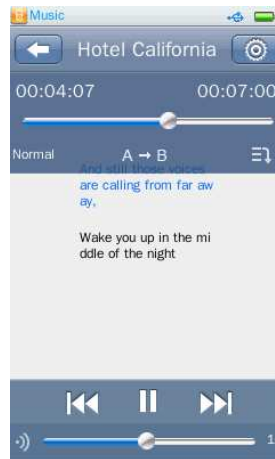 Music
Hotel California
00:04:07 00:07:00
Normal A → B
And still those voices
are calling from far aw
ay,
Wake you up in the mi
ddle of the night
1